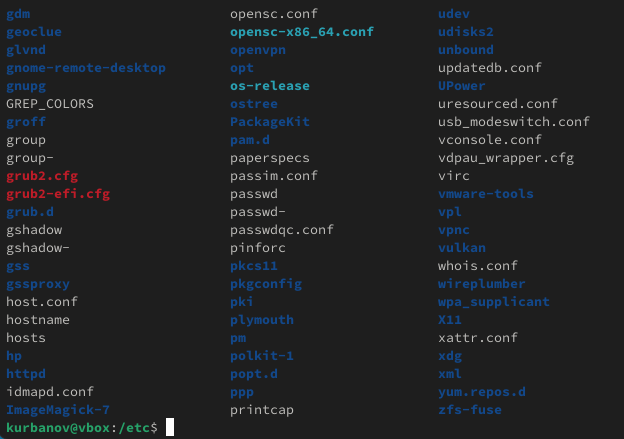 gdm opensc.conf udev
geoclue opensc-x86_64.conf udisks2
glvnd openvpn unbound
gnome-remote-desktop opt updatedb.conf
gnupg os-release UPower
GREP_COLORS ostree uresourced.conf
groff PackageKit usb_modeswitch.conf
group pam.d vconsole.conf
group- paperspecs vdpau_wrapper.cfg
grub2.cfg passim.conf virc
grub2-efi.cfg passwd vmware-tools
grub.d passwd- vpl
gshadow passwdqc.conf vpnc
gshadow- pinforc vulkan
gss pkcs11 whois.conf
gssproxy pkgconfig wireplumber
host.conf pki wpa_supplicant
hostname plymouth X11
hosts pm xattr.conf
hp polkit-1 xdg
httpd popt.d xml
idmapd.conf ppp yum.repos.d
ImageMagick-7 printcap zfs-fuse
kurbanov@vbox:/etc$